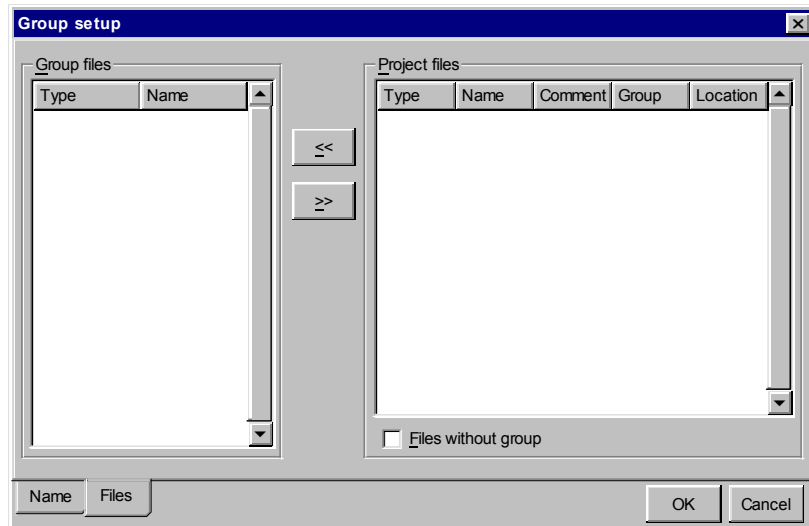 Group setup
Group files
Type Name
<<
>>
Project files
Type Name Comment Group Location
Files without group
Name Files
OK Cancel